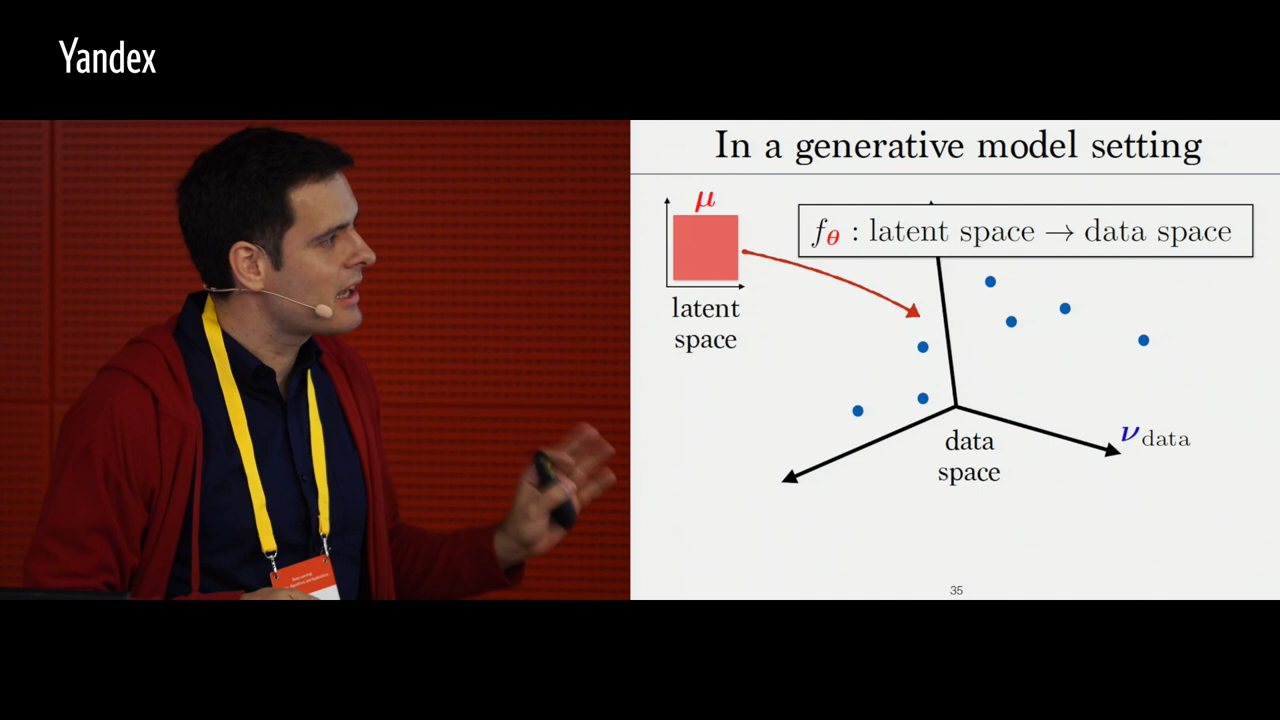 Yandex
In a generative model setting
μ
f_θ : latent space → data space
latent
space
ν_data
data
space
35